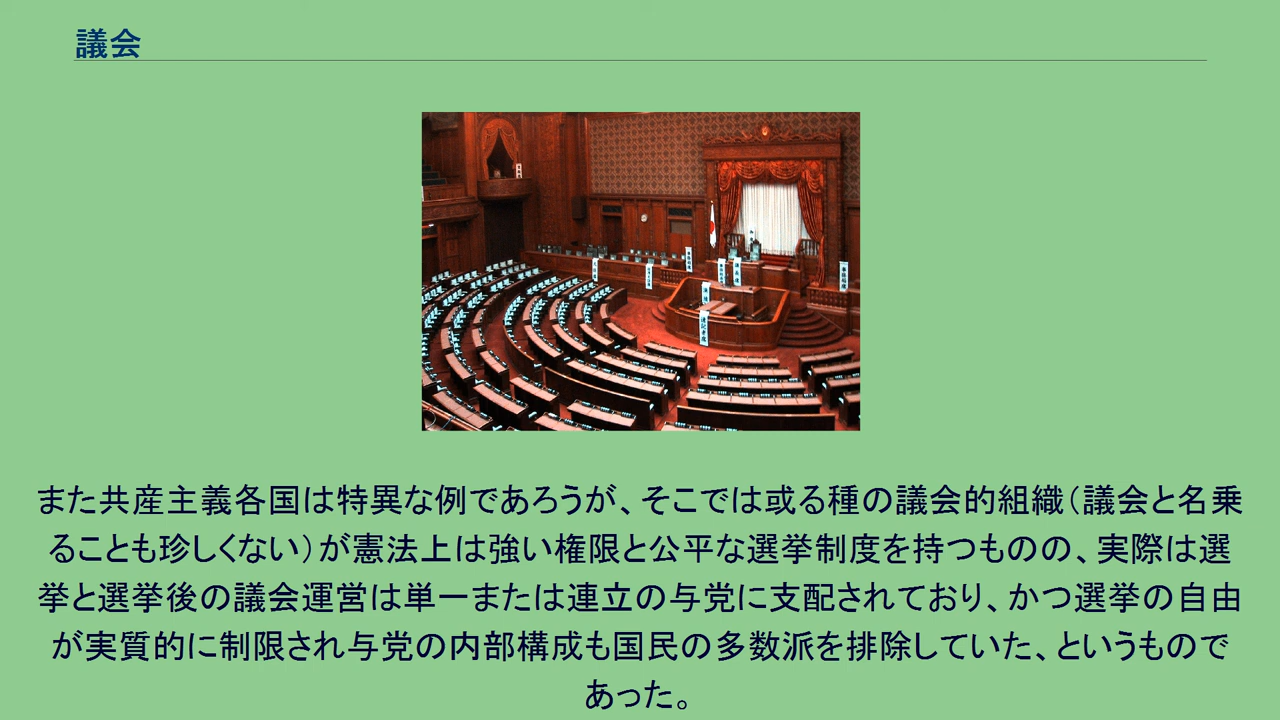 議会
また共産主義各国は特異な例であろうが、そこでは或る種の議会的組織（議会と名乗
ることも珍しくない）が憲法上は強い権限と公平な選挙制度を持つものの、実際は選
挙と選挙後の議会運営は単一または連立の与党に支配されており、かつ選挙の自由
が実質的に制限され与党の内部構成も国民の多数派を排除していた、というもので
あった。
速記者席